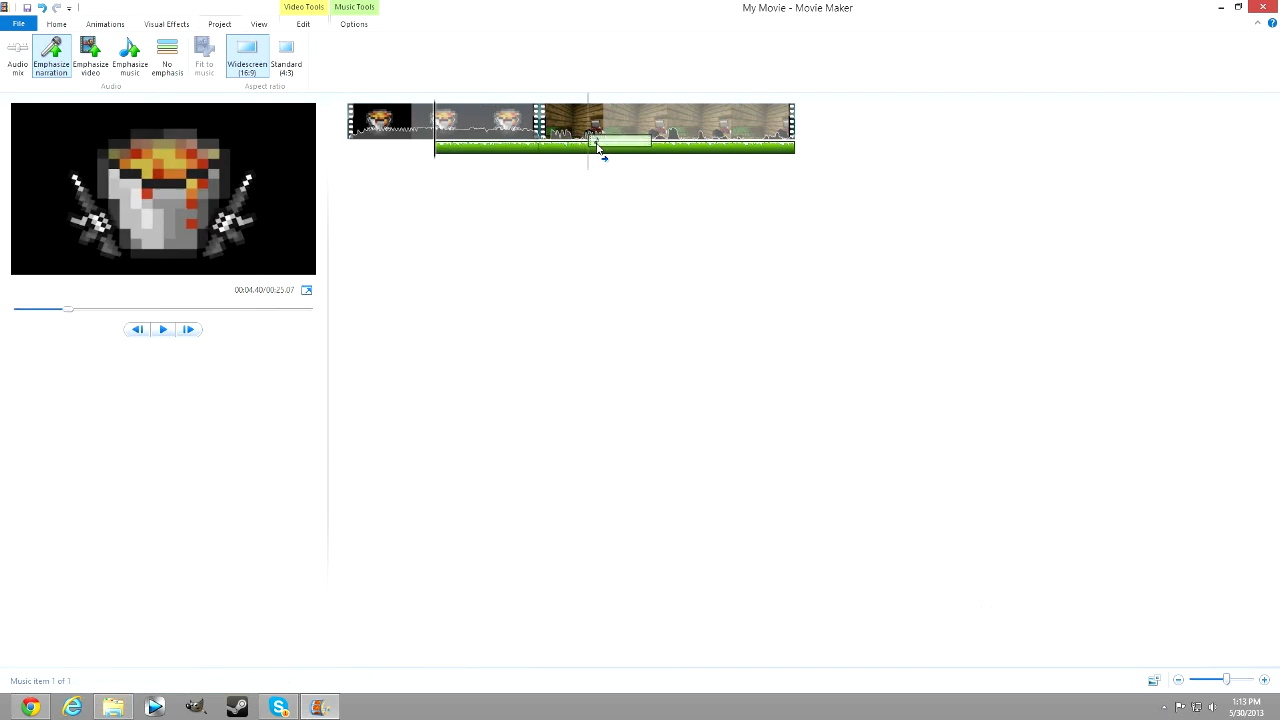 My Movie - Movie Maker
Video Tools
Music Tools
File
Home
Animations
Visual Effects
Project
View
Edit
Options
Audio mix
Emphasize narration
Emphasize video
Emphasize music
No emphasis
Fit to music
Widescreen (16:9)
Standard (4:3)
Audio
Aspect ratio
00:04.40/00:25.07
Music item 1 of 1
1:13 PM
5/30/2013